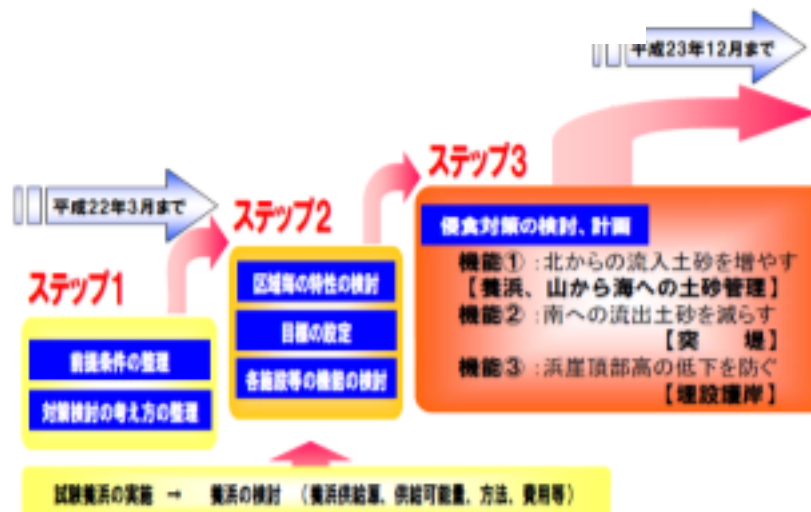 平成23年12月まで
ステップ3
平成22年3月まで
ステップ2
侵食対策の検討、計画
機能①：北からの流入土砂を増やす
【養浜、山から海への土砂管理】
機能②：南への流出土砂を減らす
【突　堤】
機能③：浜崖頂部高の低下を防ぐ
【埋設護岸】
区域海の特性の検討
目標の設定
各施設等の機能の検討
ステップ1
前提条件の整理
対策検討の考え方の整理
試験養浜の実施 → 養浜の検討 （養浜供給源、供給可能量、方法、費用等）